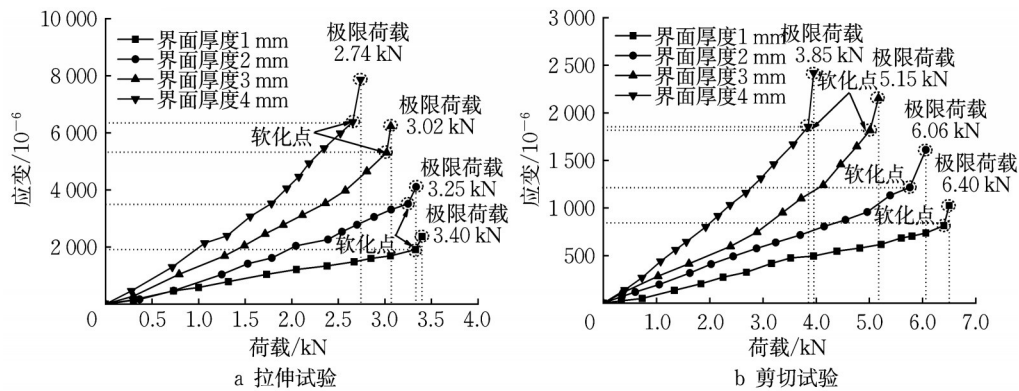 10 000
8 000
6 000
4 000
2 000
0
应变/10⁻⁶
界面厚度1 mm
界面厚度2 mm
界面厚度3 mm
界面厚度4 mm
极限荷载
2.74 kN
极限荷载
3.02 kN
软化点
极限荷载
3.25 kN
极限荷载
3.40 kN
软化点
0.5 1.0 1.5 2.0 2.5 3.0 3.5 4.0
荷载/kN
a 拉伸试验
3 000
2 500
2 000
1 500
1 000
500
0
应变/10⁻⁶
界面厚度1 mm
界面厚度2 mm
界面厚度3 mm
界面厚度4 mm
极限荷载
3.85 kN
极限荷载
5.15 kN
软化点
极限荷载
6.06 kN
软化点
极限荷载
6.40 kN
软化点
1.0 2.0 3.0 4.0 5.0 6.0 7.0
荷载/kN
b 剪切试验